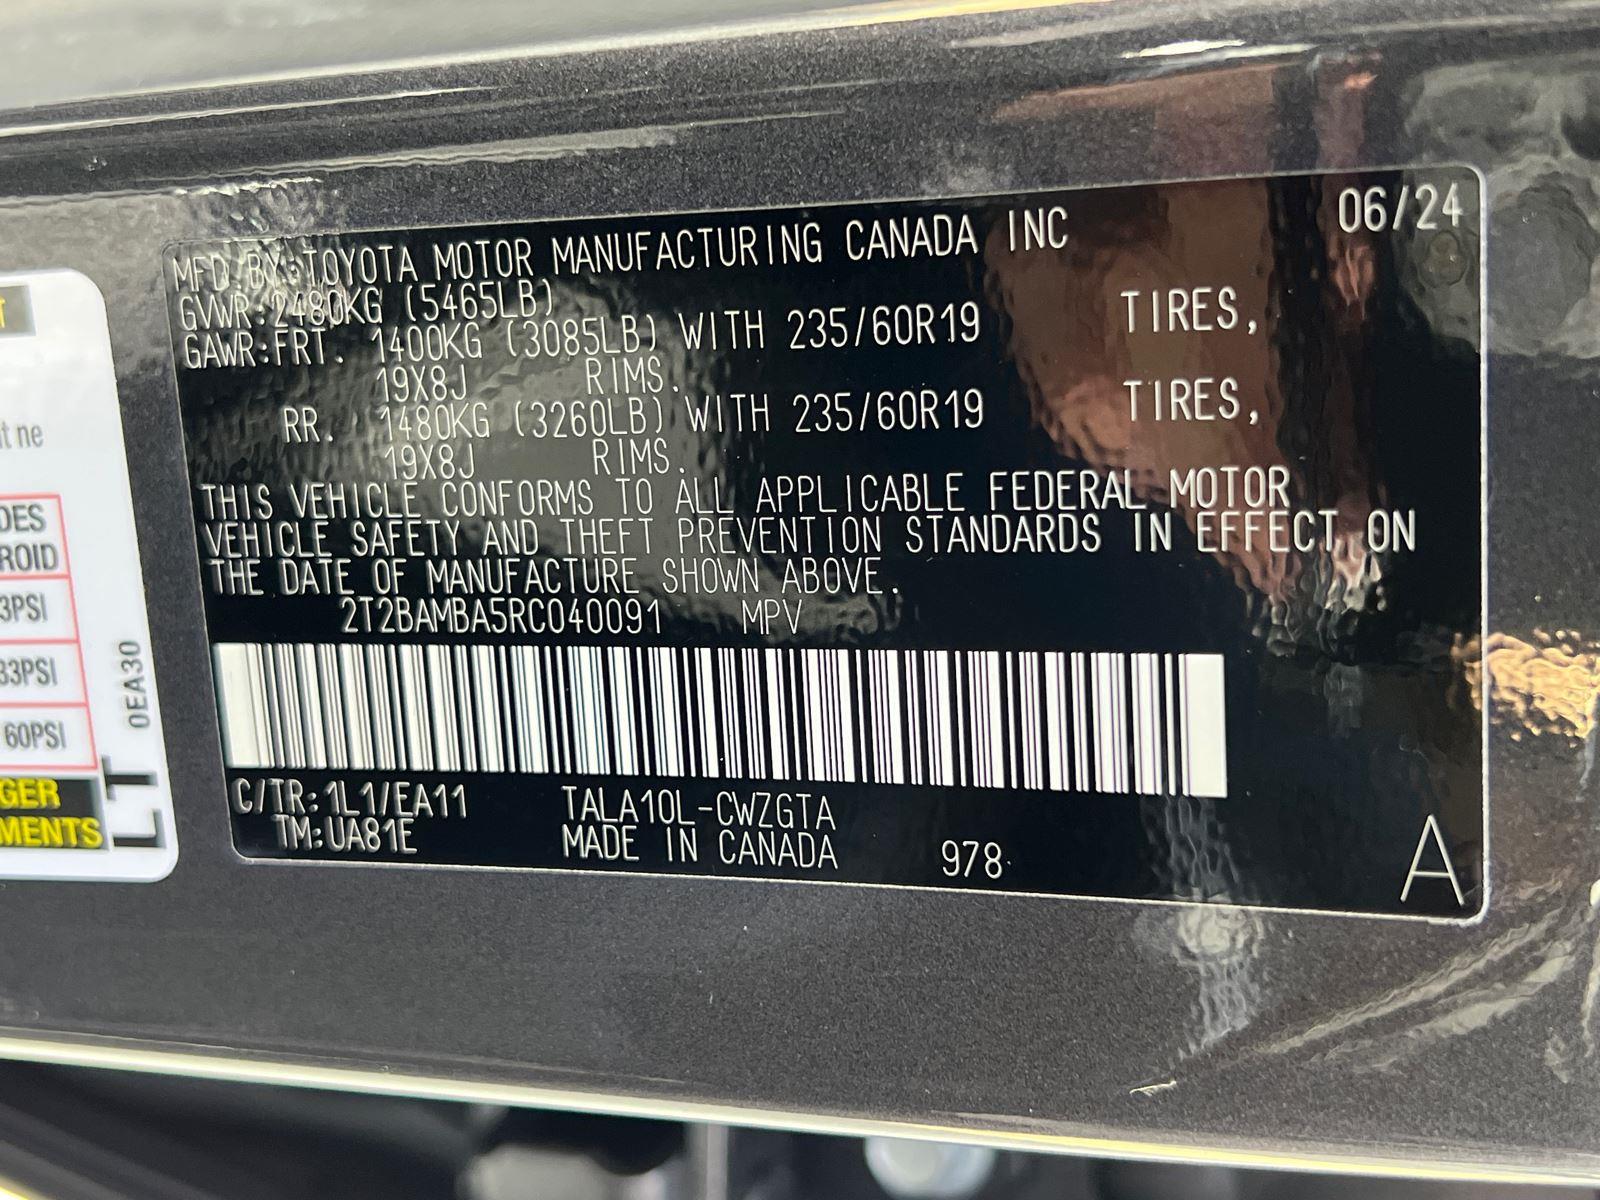 MFD.BY:TOYOTA MOTOR MANUFACTURING CANADA INC 06/24
GVWR:2480KG (5465LB)
GAWR:FRT. 1400KG (3085LB) WITH 235/60R19 TIRES,
19X8J RIMS.
RR. 1480KG (3260LB) WITH 235/60R19 TIRES,
19X8J RIMS.
THIS VEHICLE CONFORMS TO ALL APPLICABLE FEDERAL MOTOR
VEHICLE SAFETY AND THEFT PREVENTION STANDARDS IN EFFECT ON
THE DATE OF MANUFACTURE SHOWN ABOVE.
2T2BAMBA5RC040091 MPV
C/TR:1L1/EA11 TALA10L-CWZGTA
TM:UA81E MADE IN CANADA 978 A
ne
DES
ROID
3PSI
33PSI
60PSI
GER
MENTS
LT
0EA30